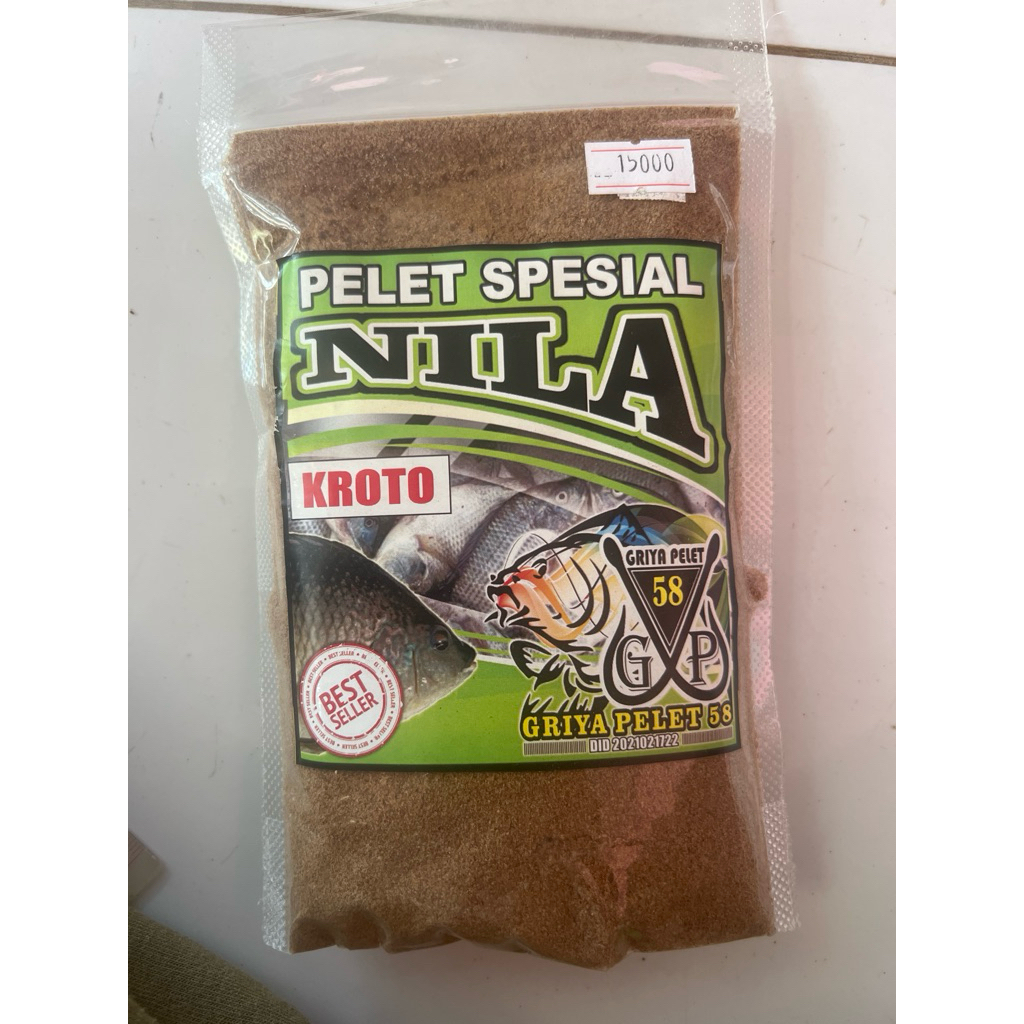 15000
PELET SPESIAL
NILA
KROTO
GRIYA PELET
58
G P
BEST
SELLER
GRIYA PELET 58
DID 2021021722